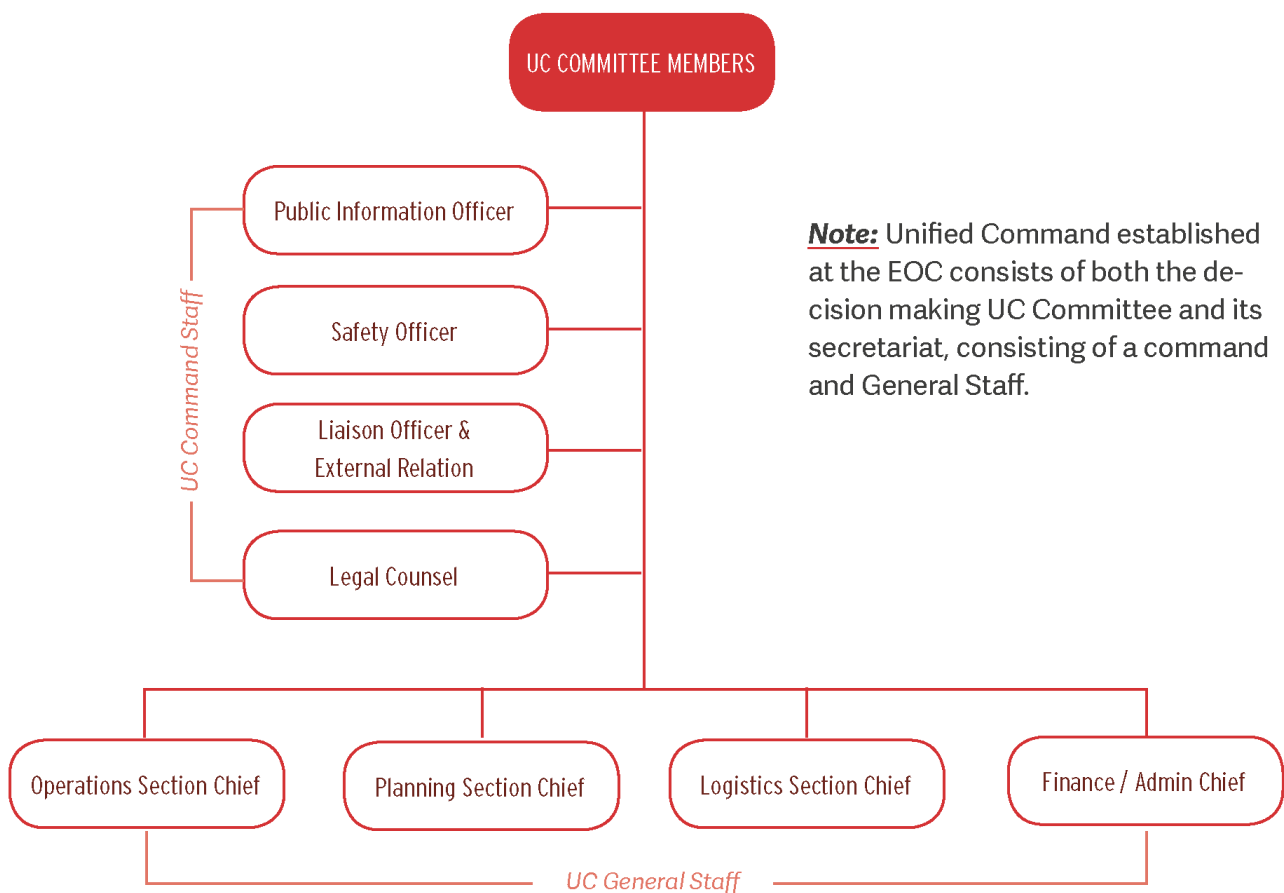 UC COMMITTEE MEMBERS
Public Information Officer
Safety Officer
Liaison Officer &
External Relation
Legal Counsel
UC Command Staff
Note: Unified Command established
at the EOC consists of both the de-
cision making UC Committee and its
secretariat, consisting of a command
and General Staff.
Operations Section Chief
Planning Section Chief
Logistics Section Chief
Finance / Admin Chief
UC General Staff